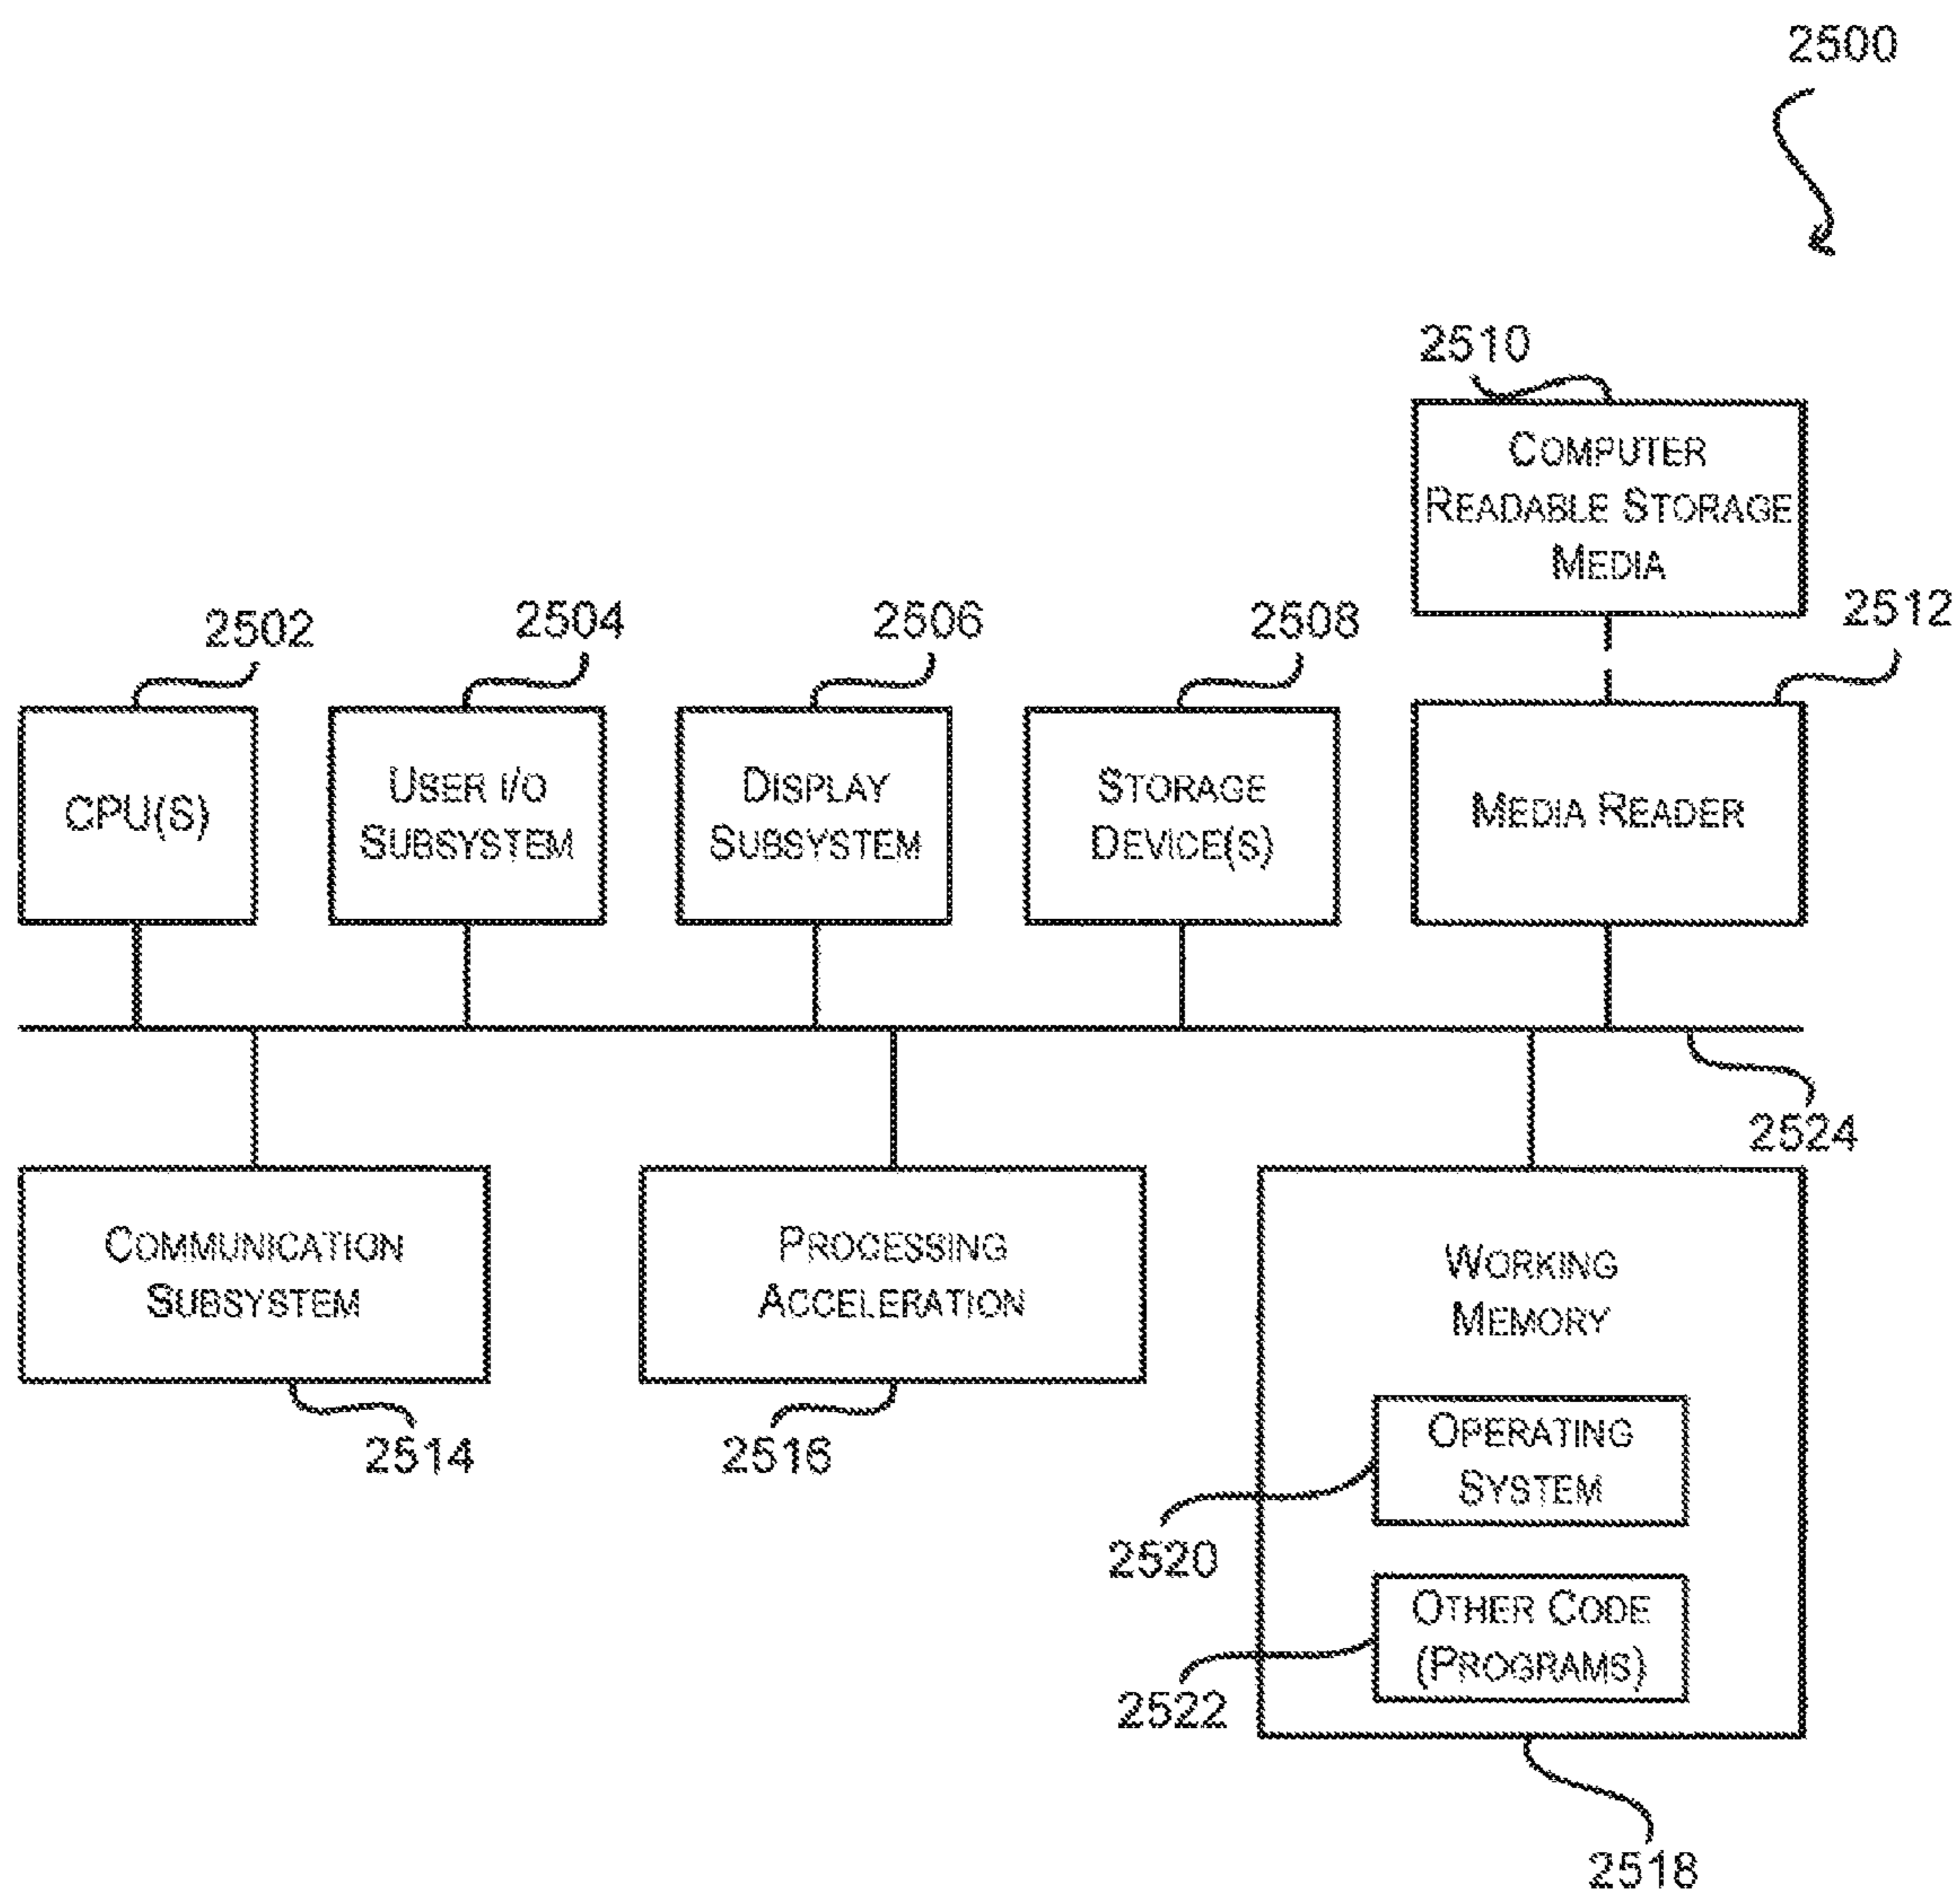 2500
2510
COMPUTER
READABLE STORAGE
MEDIA
2502
2504
2506
2508
2512
CPU(S)
USER I/O
SUBSYSTEM
DISPLAY
SUBSYSTEM
STORAGE
DEVICE(S)
MEDIA READER
2524
COMMUNICATION
SUBSYSTEM
PROCESSING
ACCELERATION
WORKING
MEMORY
2514
2516
OPERATING
SYSTEM
2520
OTHER CODE
(PROGRAMS)
2522
2518